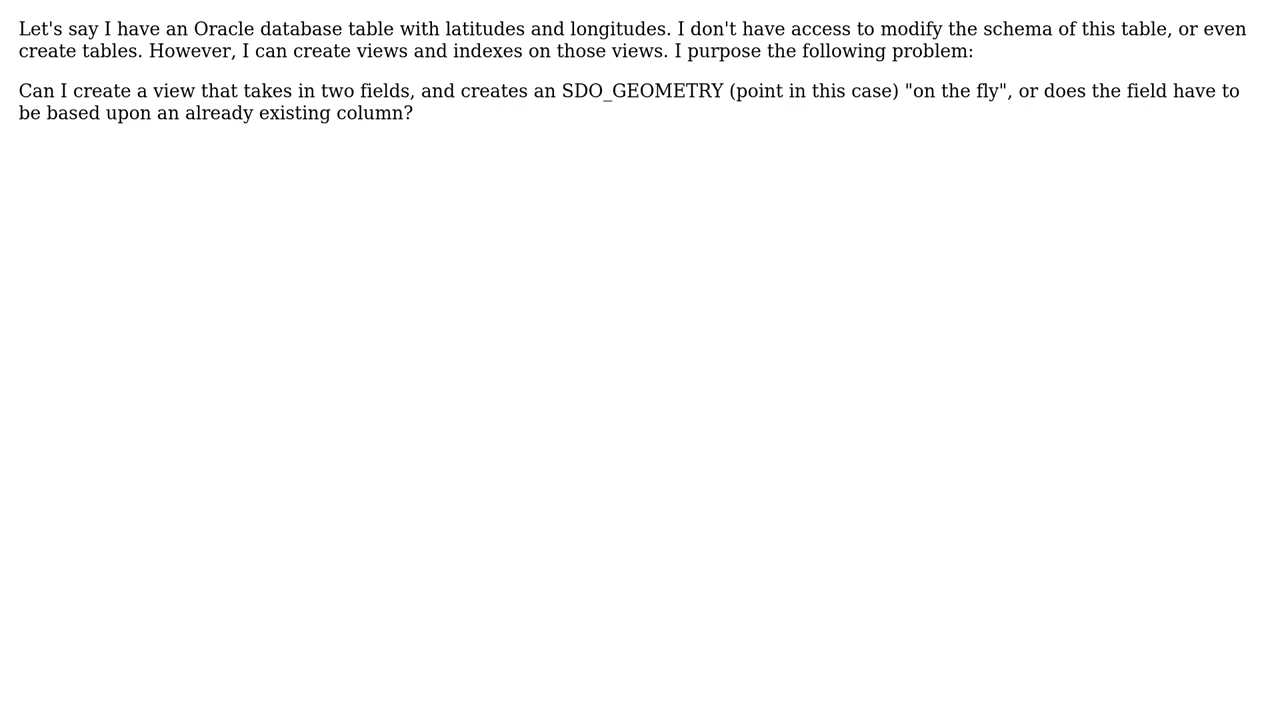 Let's say I have an Oracle database table with latitudes and longitudes. I don't have access to modify the schema of this table, or even
create tables. However, I can create views and indexes on those views. I purpose the following problem:
Can I create a view that takes in two fields, and creates an SDO_GEOMETRY (point in this case) "on the fly", or does the field have to
be based upon an already existing column?